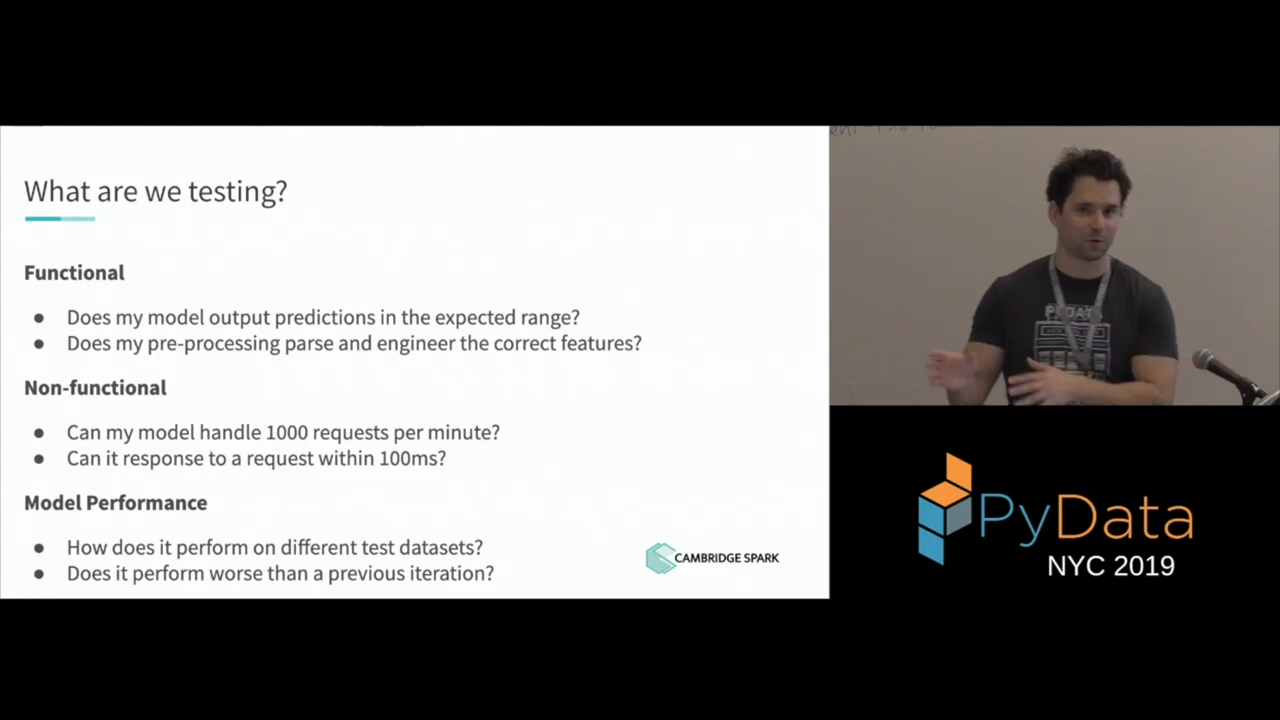 What are we testing?
Functional
● Does my model output predictions in the expected range?
● Does my pre-processing parse and engineer the correct features?
Non-functional
● Can my model handle 1000 requests per minute?
● Can it response to a request within 100ms?
Model Performance
● How does it perform on different test datasets?
● Does it perform worse than a previous iteration?
CAMBRIDGE SPARK
PYDATA
PyData
NYC 2019